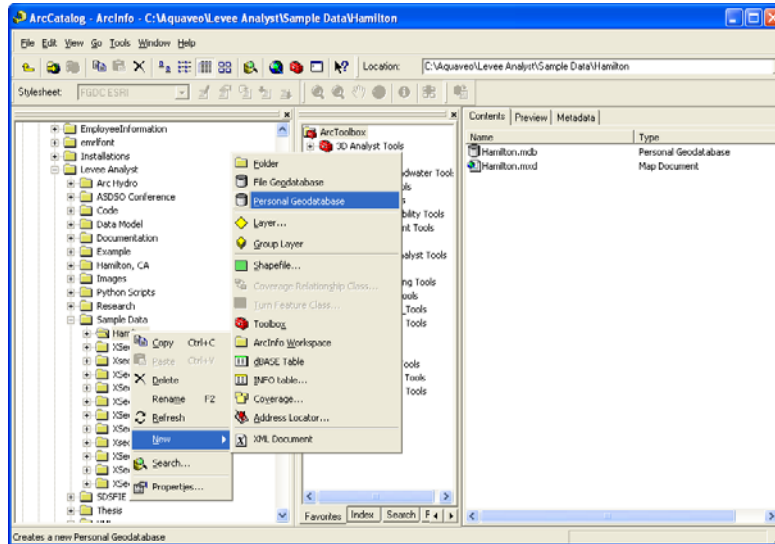 ArcCatalog - ArcInfo - C:\Aquaveo\Levee Analyst\Sample Data\Hamilton
File Edit View Go Tools Window Help
Location: C:\Aquaveo\Levee Analyst\Sample Data\Hamilton
Stylesheet: FGDC ESRI
EmployeeInformation
emrlfont
Installations
Levee Analyst
Arc Hydro
ASDSO Conference
Code
Data Model
Documentation
Example
Hamilton, CA
Images
Python Scripts
Research
Sample Data
SDSFIE
Thesis
Copy Ctrl+C
Paste Ctrl+V
Delete
Rename F2
Refresh
New
Search...
Properties...
Folder
File Geodatabase
Personal Geodatabase
Layer...
Group Layer
Shapefile...
Coverage Relationship Class...
Turn Feature Class...
Toolbox
ArcInfo Workspace
dBASE Table
INFO table...
Coverage...
Address Locator...
XML Document
ArcToolbox
3D Analyst Tools
Tools
Tools
Tools
Favorites Index Search
Contents Preview Metadata
Name Type
Hamilton.mdb Personal Geodatabase
Hamilton.mxd Map Document
Creates a new Personal Geodatabase